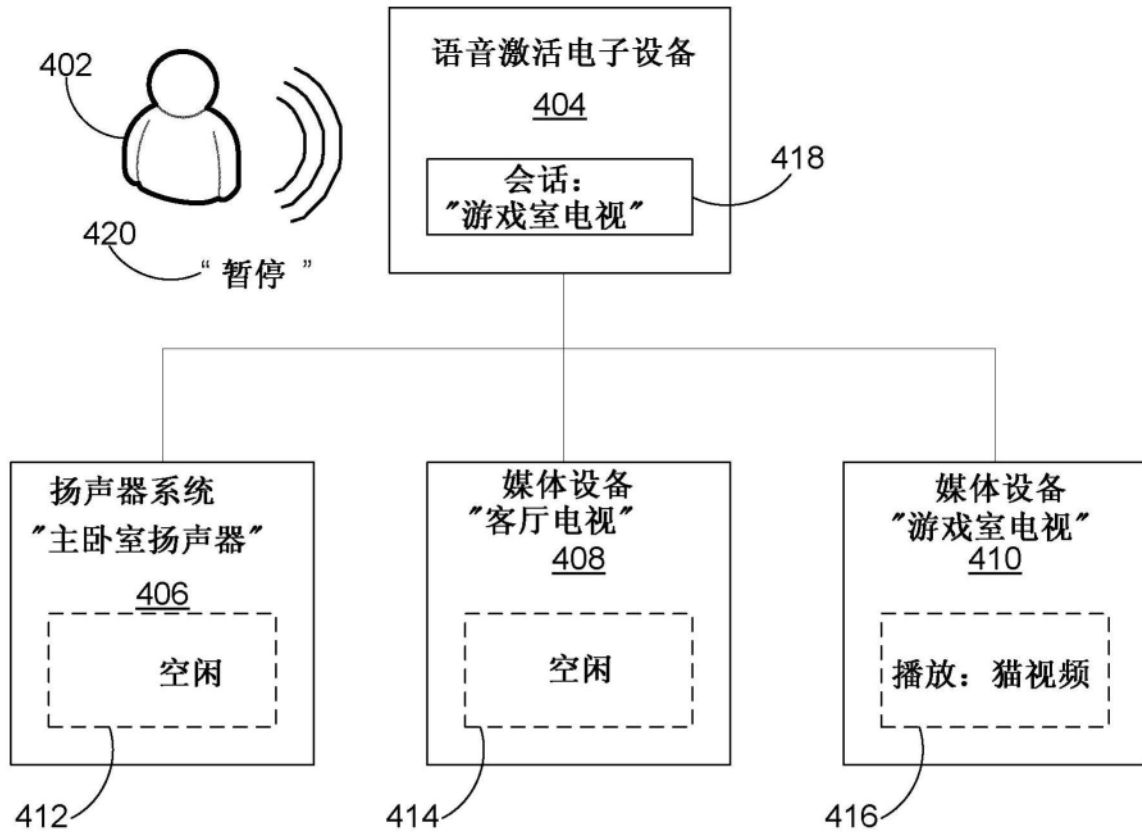 402
语音激活电子设备
404
会话：
"游戏室电视"
418
420
“ 暂停 ”
扬声器系统
"主卧室扬声器"
406
空闲
412
媒体设备
"客厅电视"
408
空闲
414
媒体设备
"游戏室电视"
410
播放：猫视频
416